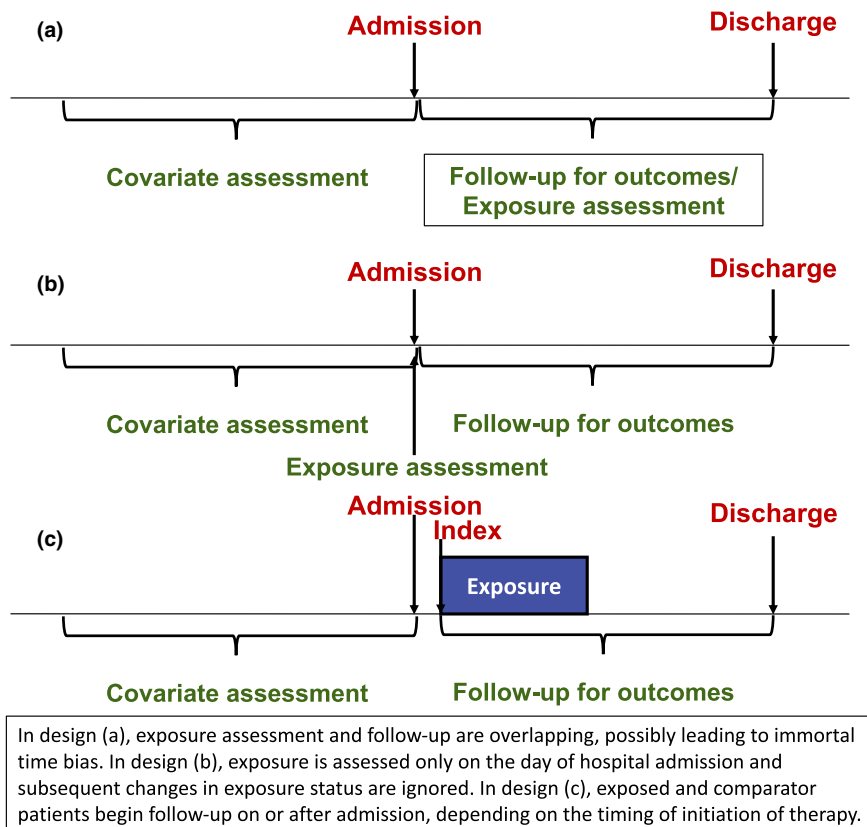 (a)
Admission
Discharge
Covariate assessment
Follow-up for outcomes/
Exposure assessment
(b)
Admission
Discharge
Covariate assessment
Follow-up for outcomes
Exposure assessment
(c)
Admission
Index
Discharge
Exposure
Covariate assessment
Follow-up for outcomes
In design (a), exposure assessment and follow-up are overlapping, possibly leading to immortal
time bias. In design (b), exposure is assessed only on the day of hospital admission and
subsequent changes in exposure status are ignored. In design (c), exposed and comparator
patients begin follow-up on or after admission, depending on the timing of initiation of therapy.